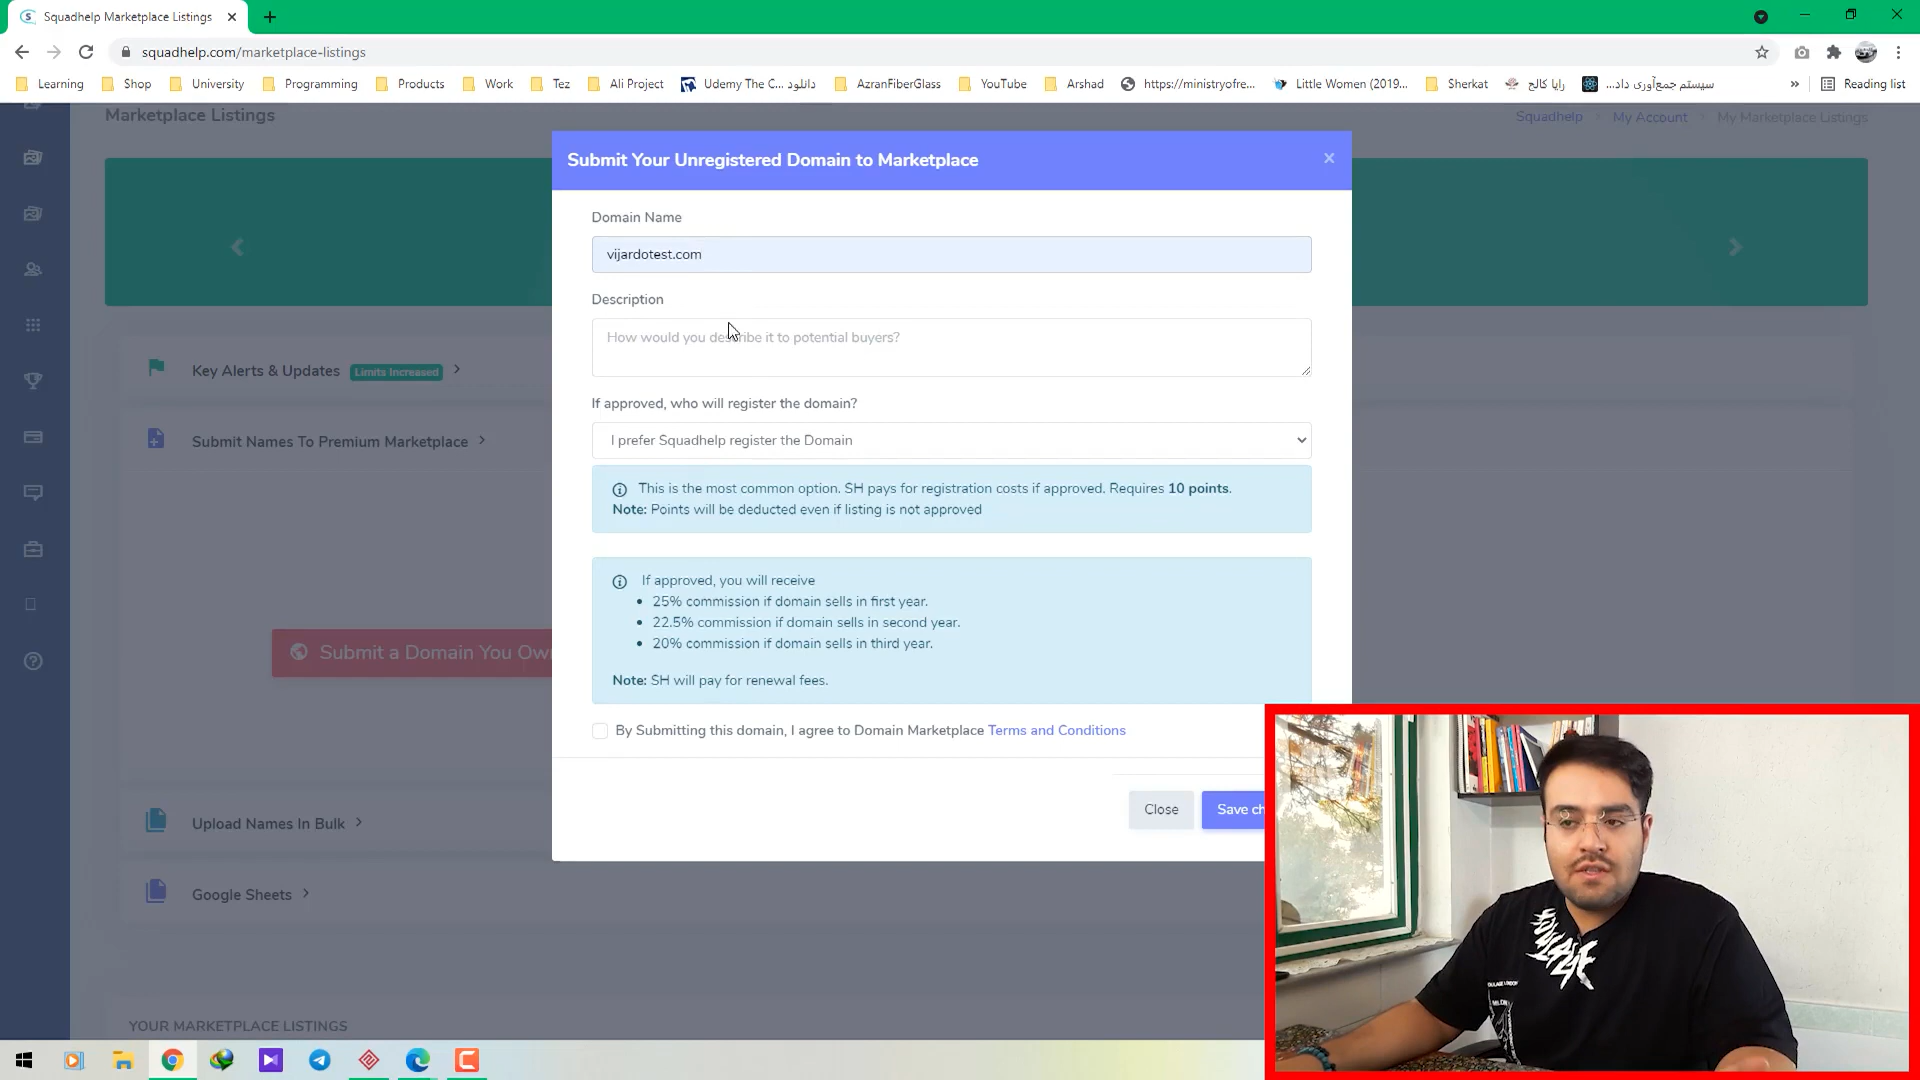 Squadhelp Marketplace Listings
squadhelp.com/marketplace-listings
Learning Shop University Programming Products Work Tez Ali Project Udemy The C... دانلود AzranFiberGlass YouTube Arshad https://ministryofre... Little Women (2019... Sherkat رایا کالج سیستم جمع‌آوری داد... » Reading list
Marketplace Listings
Squadhelp > My Account > My Marketplace Listings
Submit Your Unregistered Domain to Marketplace
Domain Name
vijardotest.com
Description
How would you describe it to potential buyers?
Key Alerts & Updates Limits Increased
If approved, who will register the domain?
Submit Names To Premium Marketplace
I prefer Squadhelp register the Domain
This is the most common option. SH pays for registration costs if approved. Requires 10 points.
Note: Points will be deducted even if listing is not approved
If approved, you will receive
• 25% commission if domain sells in first year.
• 22.5% commission if domain sells in second year.
• 20% commission if domain sells in third year.
Submit a Domain You Own
Note: SH will pay for renewal fees.
By Submitting this domain, I agree to Domain Marketplace Terms and Conditions
Close
Save ch
Upload Names In Bulk
Google Sheets
YOUR MARKETPLACE LISTINGS